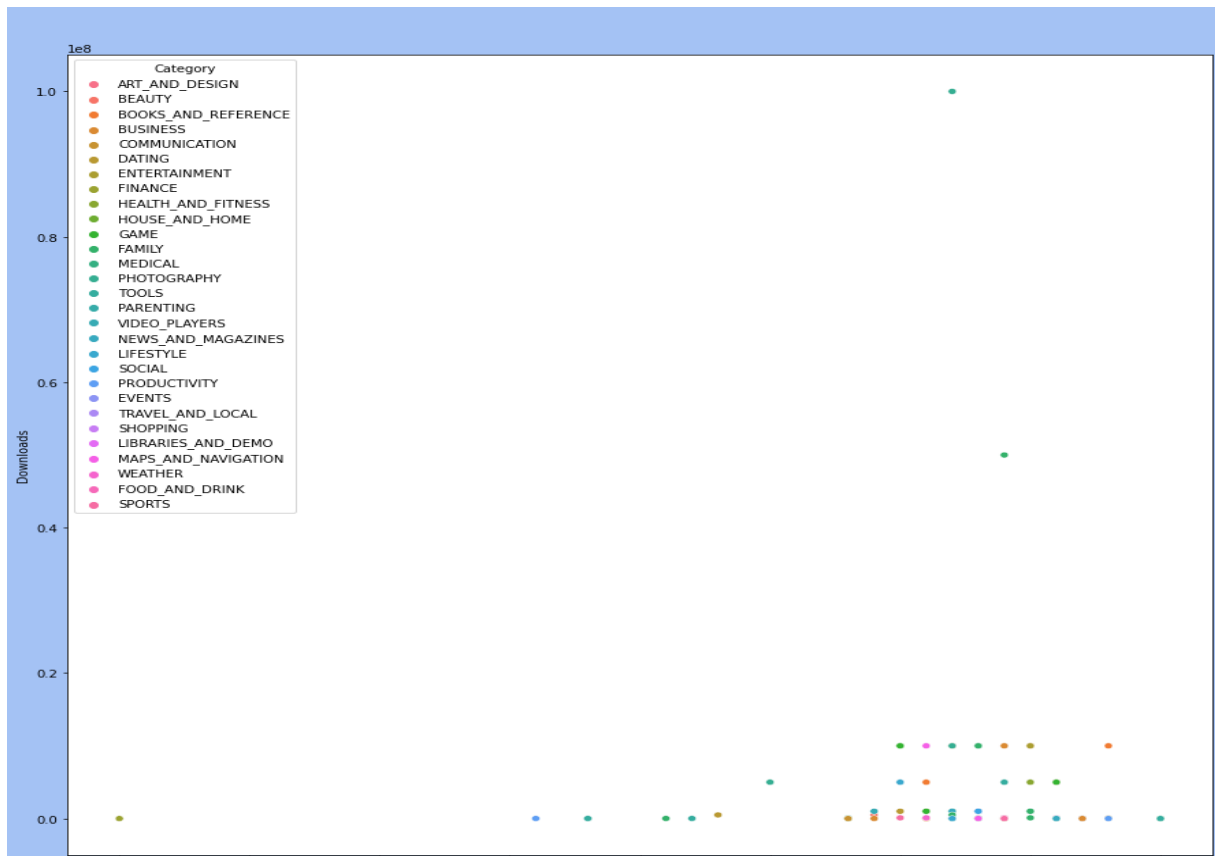 1e8
Category
ART_AND_DESIGN
BEAUTY
BOOKS_AND_REFERENCE
BUSINESS
COMMUNICATION
DATING
ENTERTAINMENT
FINANCE
HEALTH_AND_FITNESS
HOUSE_AND_HOME
GAME
FAMILY
MEDICAL
PHOTOGRAPHY
TOOLS
PARENTING
VIDEO_PLAYERS
NEWS_AND_MAGAZINES
LIFESTYLE
SOCIAL
PRODUCTIVITY
EVENTS
TRAVEL_AND_LOCAL
SHOPPING
LIBRARIES_AND_DEMO
MAPS_AND_NAVIGATION
WEATHER
FOOD_AND_DRINK
SPORTS
1.0
0.8
0.6
0.4
0.2
0.0
Downloads